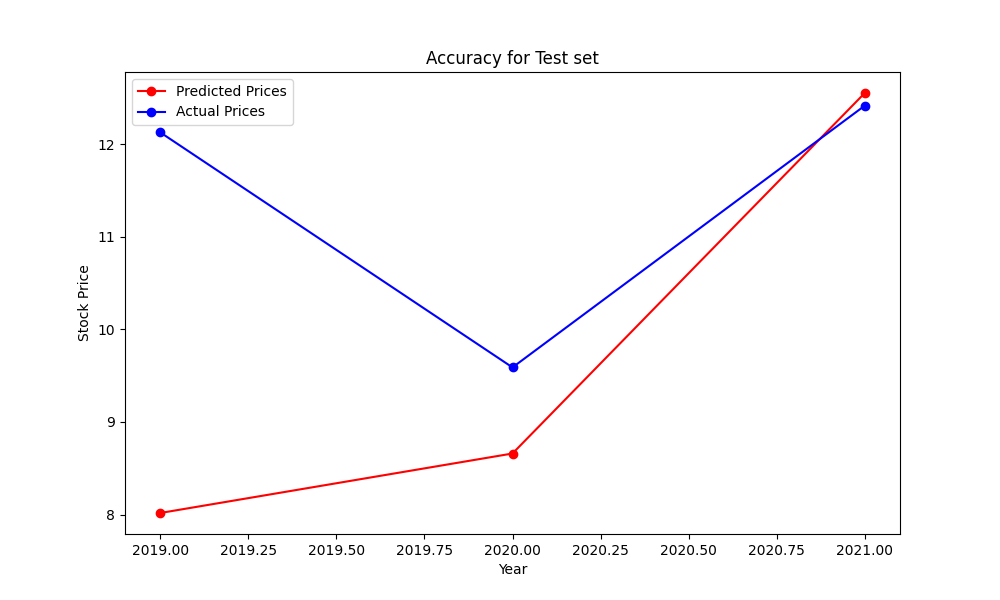 Accuracy for Test set
Predicted Prices
Actual Prices
Stock Price
12
11
10
9
8
2019.00 2019.25 2019.50 2019.75 2020.00 2020.25 2020.50 2020.75 2021.00
Year